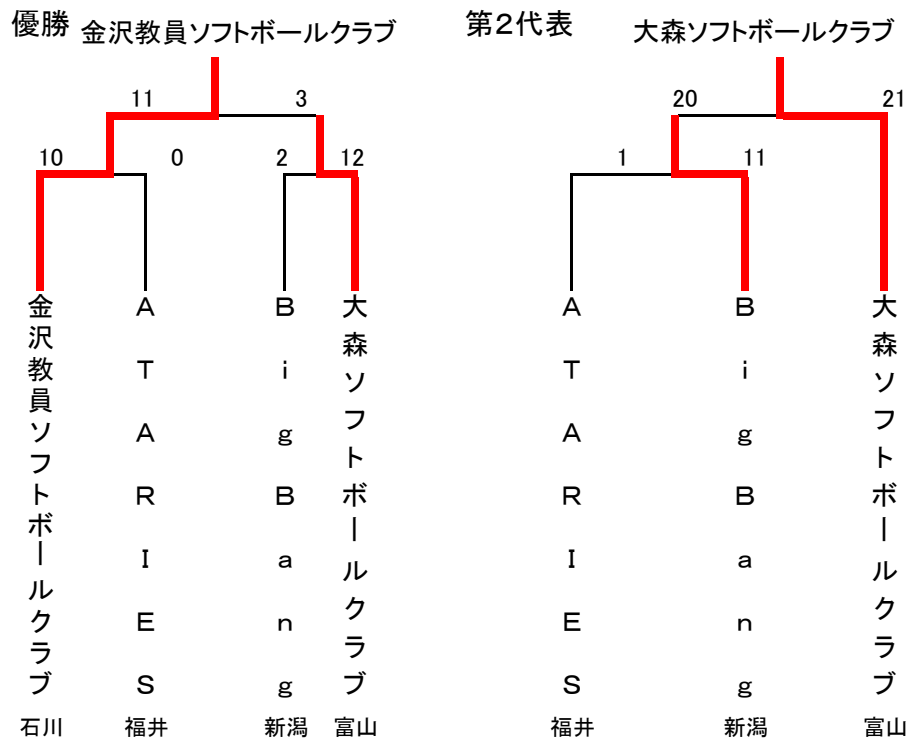 優勝 金沢教員ソフトボールクラブ
11 3
10 0 2 12
金沢教員ソフトボールクラブ
ATARIES
BigBang
大森ソフトボールクラブ
石川 福井 新潟 富山
第２代表 大森ソフトボールクラブ
20 21
1 11
ATARIES
BigBang
大森ソフトボールクラブ
福井 新潟 富山